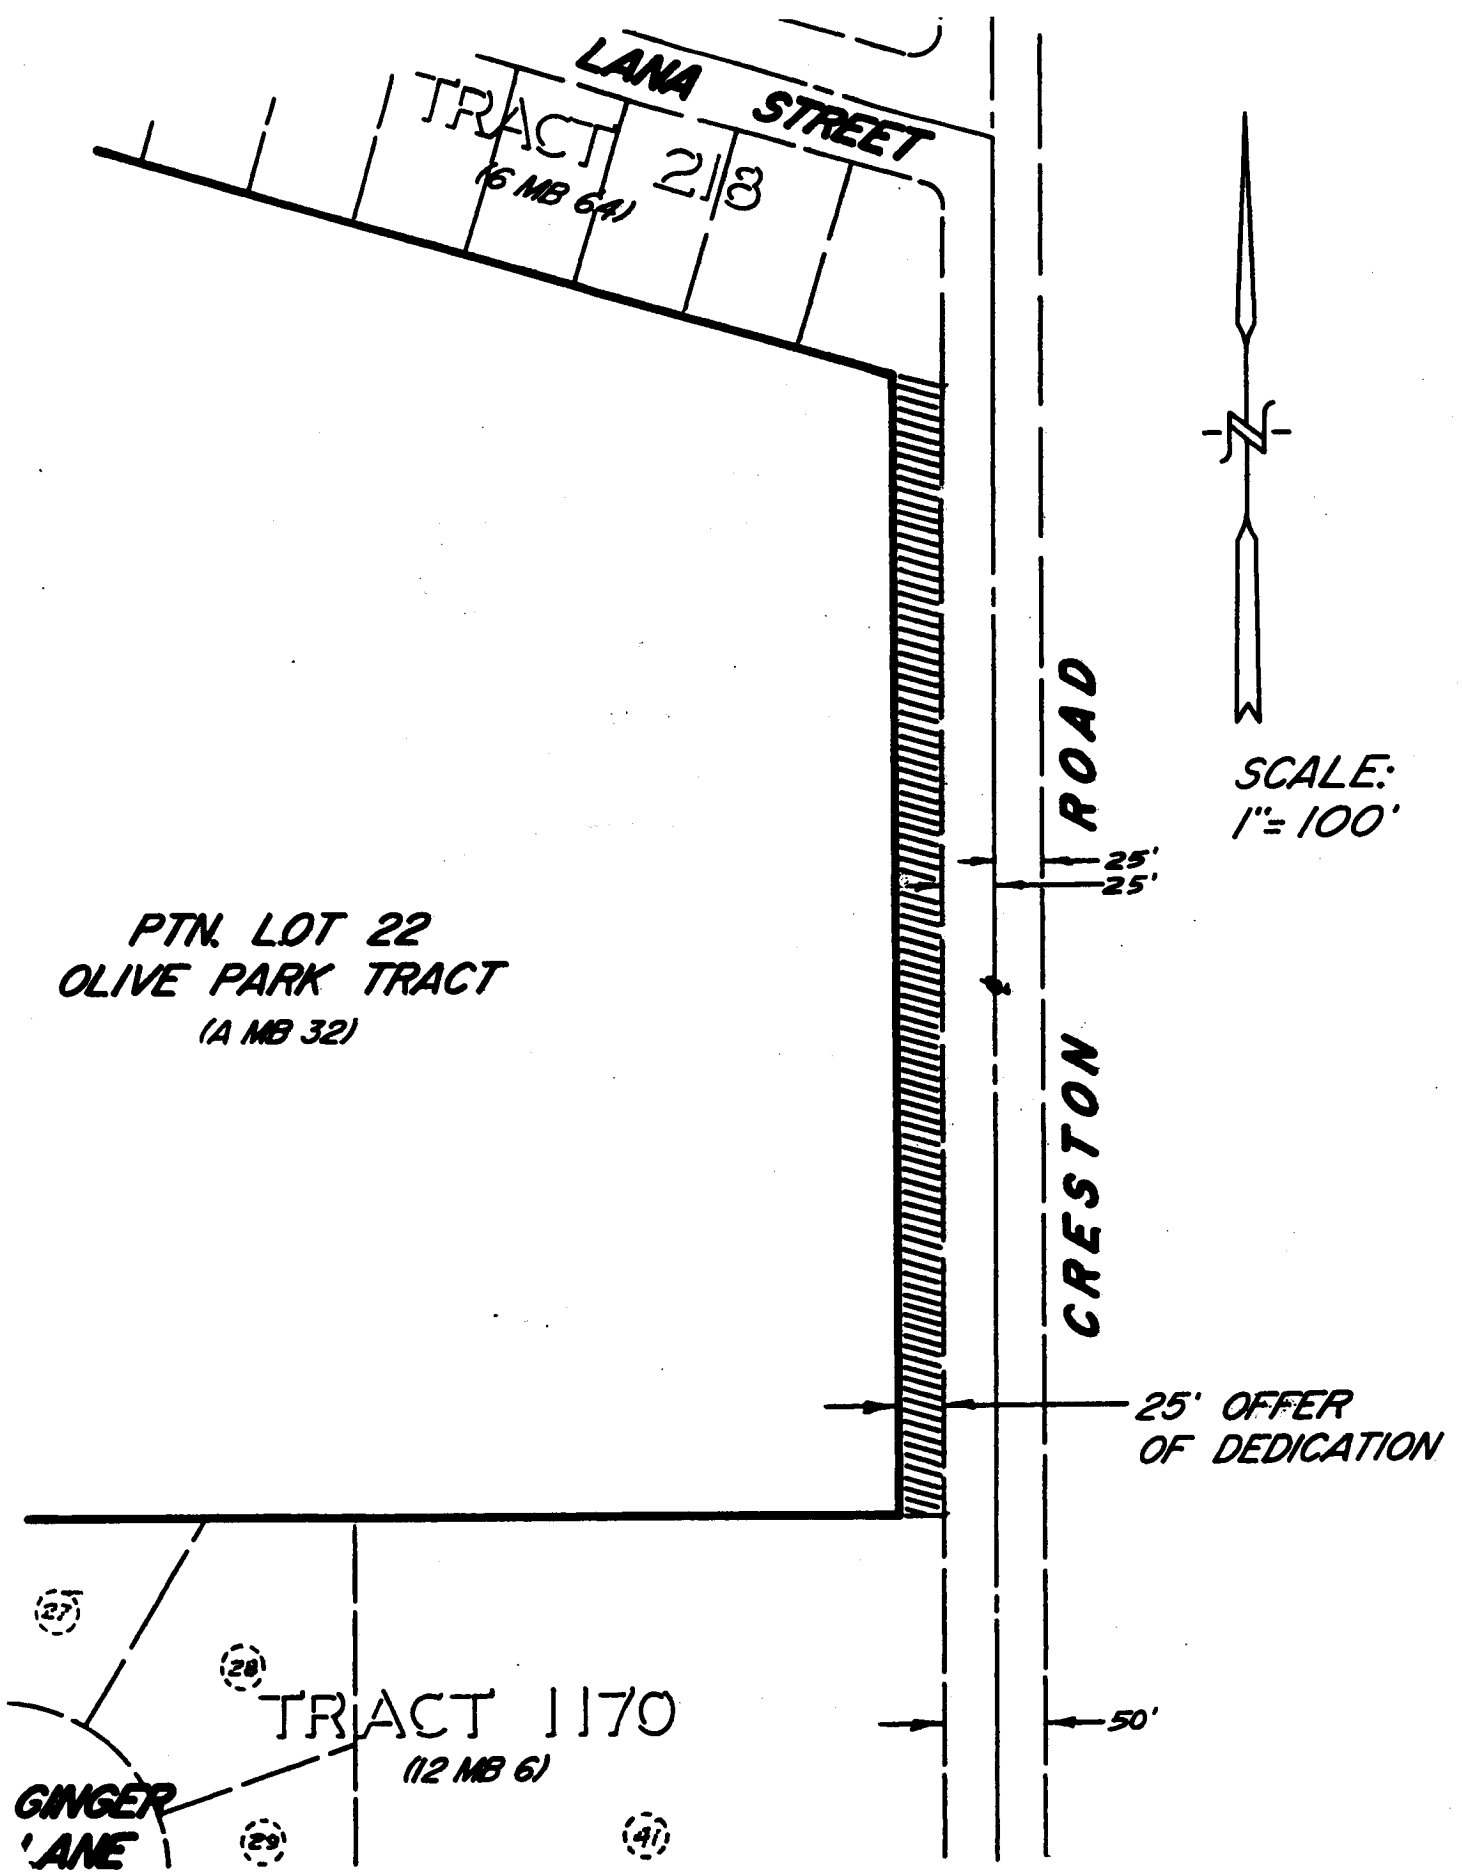 LANA STREET
TRACT 218
(6 MB 64)
N
ROAD
SCALE:
1"= 100'
25'
25'
PTN. LOT 22
OLIVE PARK TRACT
(A MB 32)
CRESTON
25' OFFER
OF DEDICATION
27
28
TRACT 1170
(12 MB 6)
50'
GINGER
LANE
29
41